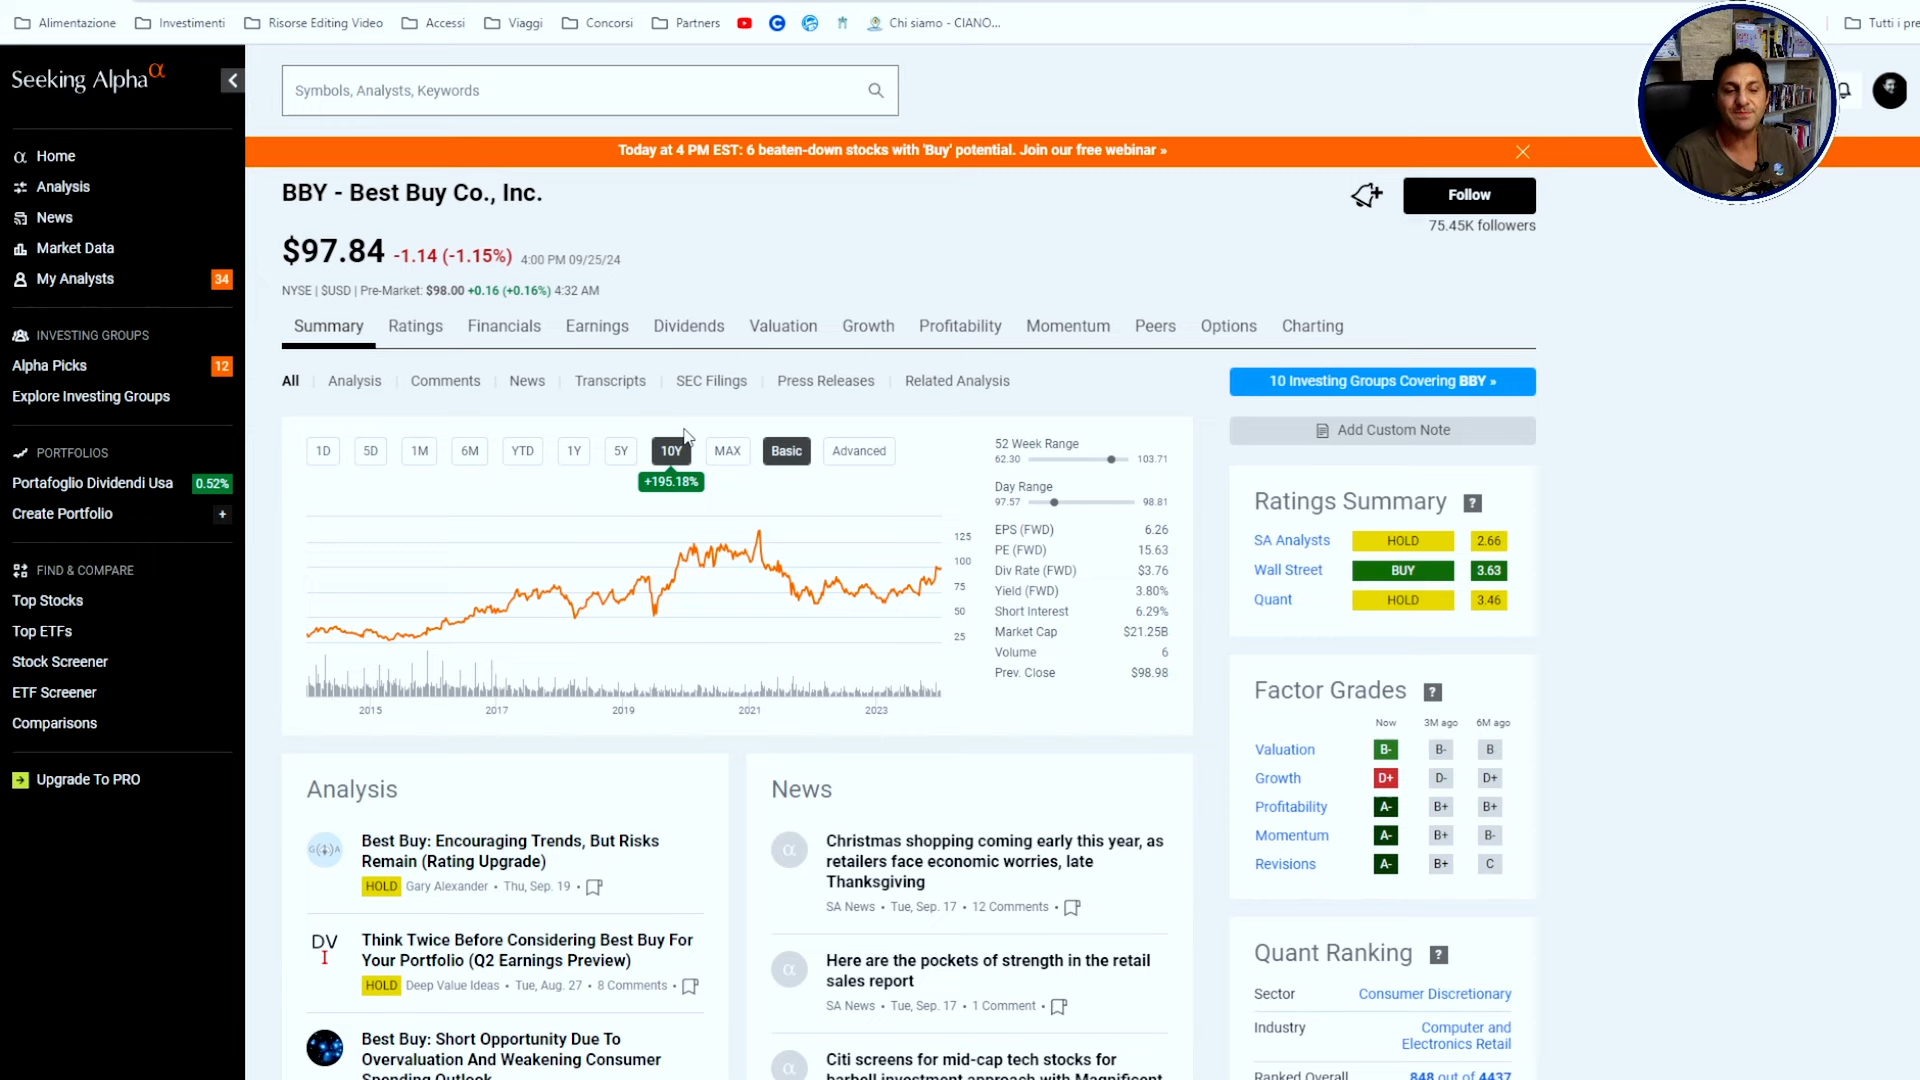 Alimentazione
Investimenti
Risorse Editing Video
Accessi
Viaggi
Concorsi
Partners
Chi siamo - CIANO...
Tutti i pre
Seeking Alpha α
Symbols, Analysts, Keywords
Today at 4 PM EST: 6 beaten-down stocks with 'Buy' potential. Join our free webinar »
Home
Analysis
News
Market Data
My Analysts 34
INVESTING GROUPS
Alpha Picks 12
Explore Investing Groups
PORTFOLIOS
Portafoglio Dividendi Usa 0.52%
Create Portfolio +
FIND & COMPARE
Top Stocks
Top ETFs
Stock Screener
ETF Screener
Comparisons
Upgrade To PRO
BBY - Best Buy Co., Inc.
Follow
75.45K followers
$97.84 -1.14 (-1.15%) 4:00 PM 09/25/24
NYSE | $USD | Pre-Market: $98.00 +0.16 (+0.16%) 4:32 AM
Summary Ratings Financials Earnings Dividends Valuation Growth Profitability Momentum Peers Options Charting
All | Analysis | Comments | News | Transcripts | SEC Filings | Press Releases | Related Analysis
10 Investing Groups Covering BBY »
Add Custom Note
1D 5D 1M 6M YTD 1Y 5Y 10Y MAX Basic Advanced
+195.18%
125
100
75
50
25
2015 2017 2019 2021 2023
52 Week Range
62.30 103.71
Day Range
97.57 98.81
EPS (FWD) 6.26
PE (FWD) 15.63
Div Rate (FWD) $3.76
Yield (FWD) 3.80%
Short Interest 6.29%
Market Cap $21.25B
Volume 6
Prev. Close $98.98
Ratings Summary ?
SA Analysts HOLD 2.66
Wall Street BUY 3.63
Quant HOLD 3.46
Factor Grades ?
Now 3M ago 6M ago
Valuation B- B- B
Growth D+ D- D+
Profitability A- B+ B+
Momentum A- B+ B-
Revisions A- B+ C
Quant Ranking ?
Sector Consumer Discretionary
Industry Computer and
Electronics Retail
Ranked Overall 848 out of 4437
Analysis
Best Buy: Encouraging Trends, But Risks
Remain (Rating Upgrade)
HOLD Gary Alexander • Thu, Sep. 19 •
DV
I
Think Twice Before Considering Best Buy For
Your Portfolio (Q2 Earnings Preview)
HOLD Deep Value Ideas • Tue, Aug. 27 • 8 Comments •
Best Buy: Short Opportunity Due To
Overvaluation And Weakening Consumer
Spending Outlook
News
Christmas shopping coming early this year, as
retailers face economic worries, late
Thanksgiving
SA News • Tue, Sep. 17 • 12 Comments •
Here are the pockets of strength in the retail
sales report
SA News • Tue, Sep. 17 • 1 Comment •
Citi screens for mid-cap tech stocks for
barbell investment approach with Magnificent